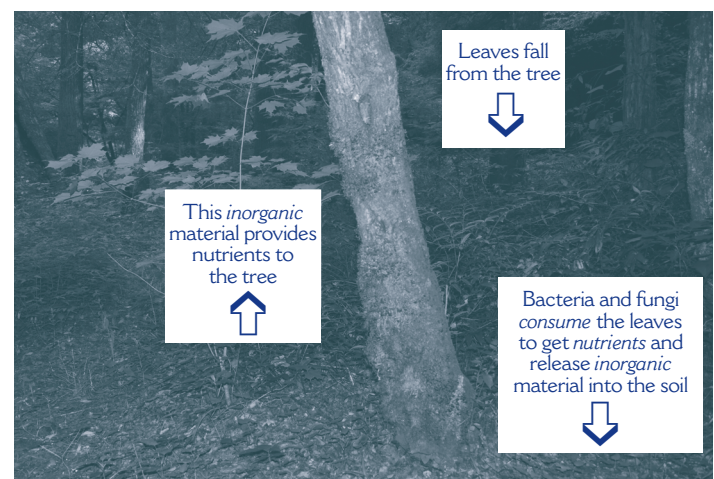 Leaves fall
from the tree
This inorganic
material provides
nutrients to
the tree
Bacteria and fungi
consume the leaves
to get nutrients and
release inorganic
material into the soil